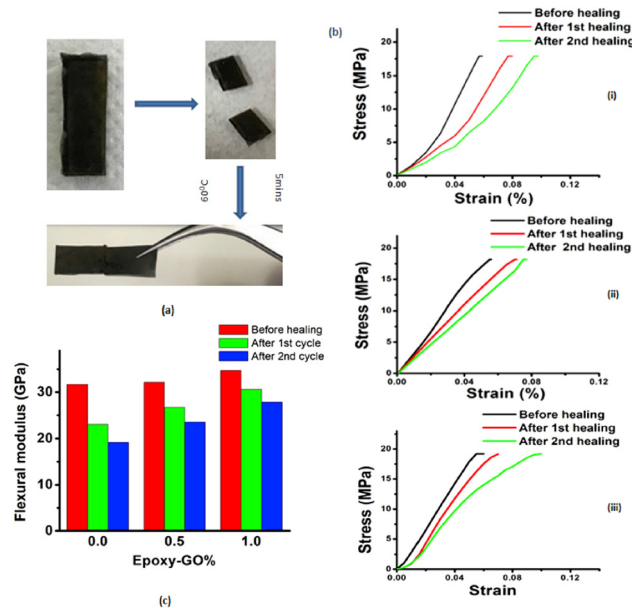 5mins
60°C
(a)
(b)
Before healing
After 1st healing
After 2nd healing
Stress (MPa)
20
15
10
5
0
0.00 0.04 0.08 0.12
Strain (%)
(i)
Before healing
After 1st healing
After 2nd healing
Stress (MPa)
20
15
10
5
0
0.00 0.04 0.08 0.12
Strain (%)
(ii)
Before healing
After 1st healing
After 2nd healing
Stress (MPa)
20
15
10
5
0
0.00 0.04 0.08 0.12
Strain
(iii)
Before healing
After 1st cycle
After 2nd cycle
Flexural modulus (GPa)
30
20
10
0
0.0 0.5 1.0
Epoxy-GO%
(c)